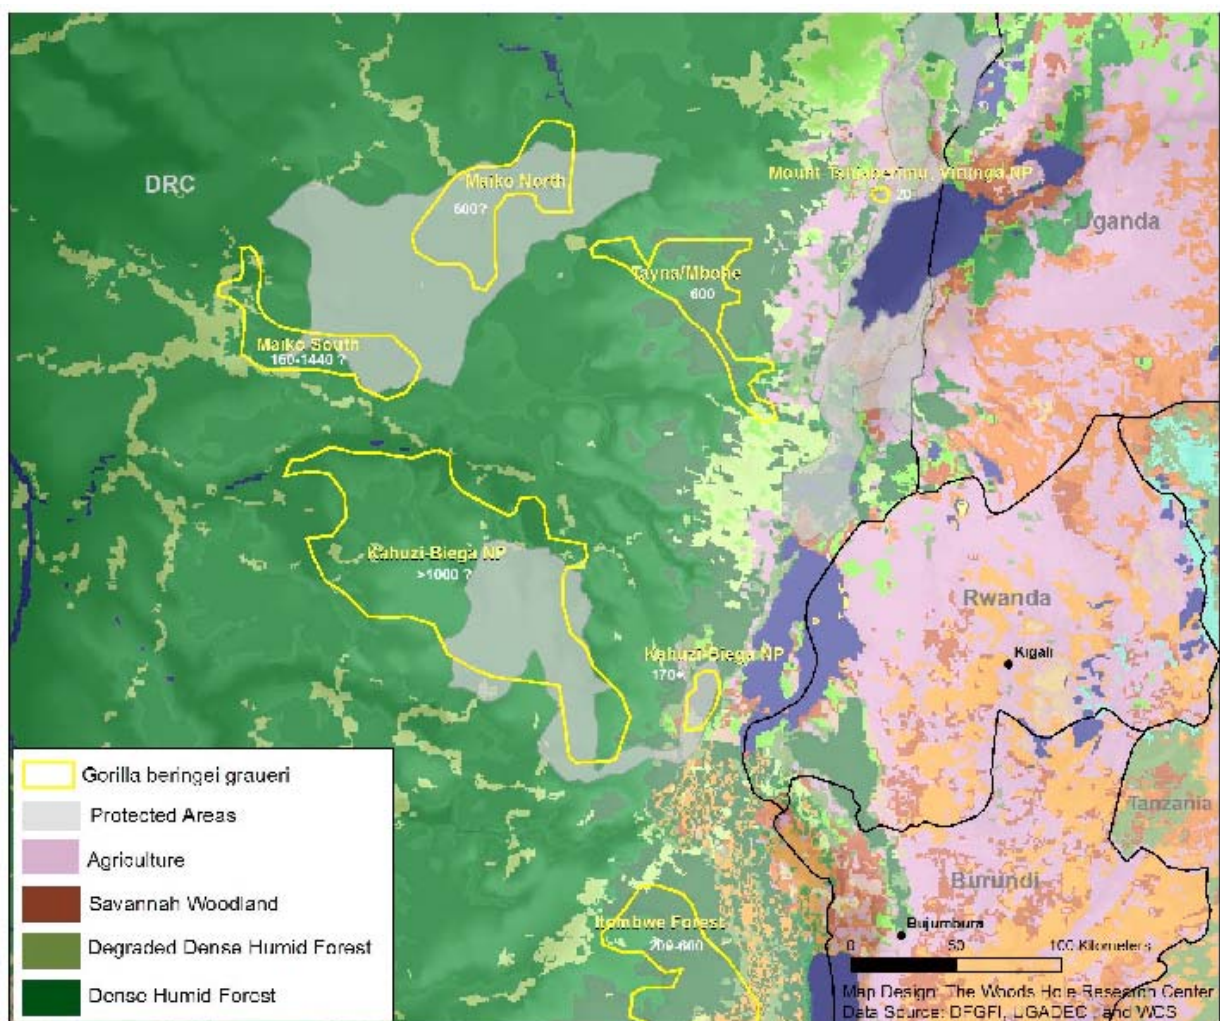 DRC
Maiko North
600?
Mount Tshiaberimu, Virunga NP
20
Uganda
Tayna/Mbohe
600
Maiko South
160-1440 ?
Kahuzi-Biega NP
>1000 ?
Rwanda
Kigali
Kahuzi-Biega NP
170+
Tanzania
Burundi
Itombwe Forest
209-660
Bujumbura
0 50 100 Kilometers
Map Design: The Woods Hole Research Center
Data Source: DFGFI, UGADEC, and WCS
Gorilla beringei graueri
Protected Areas
Agriculture
Savannah Woodland
Degraded Dense Humid Forest
Dense Humid Forest